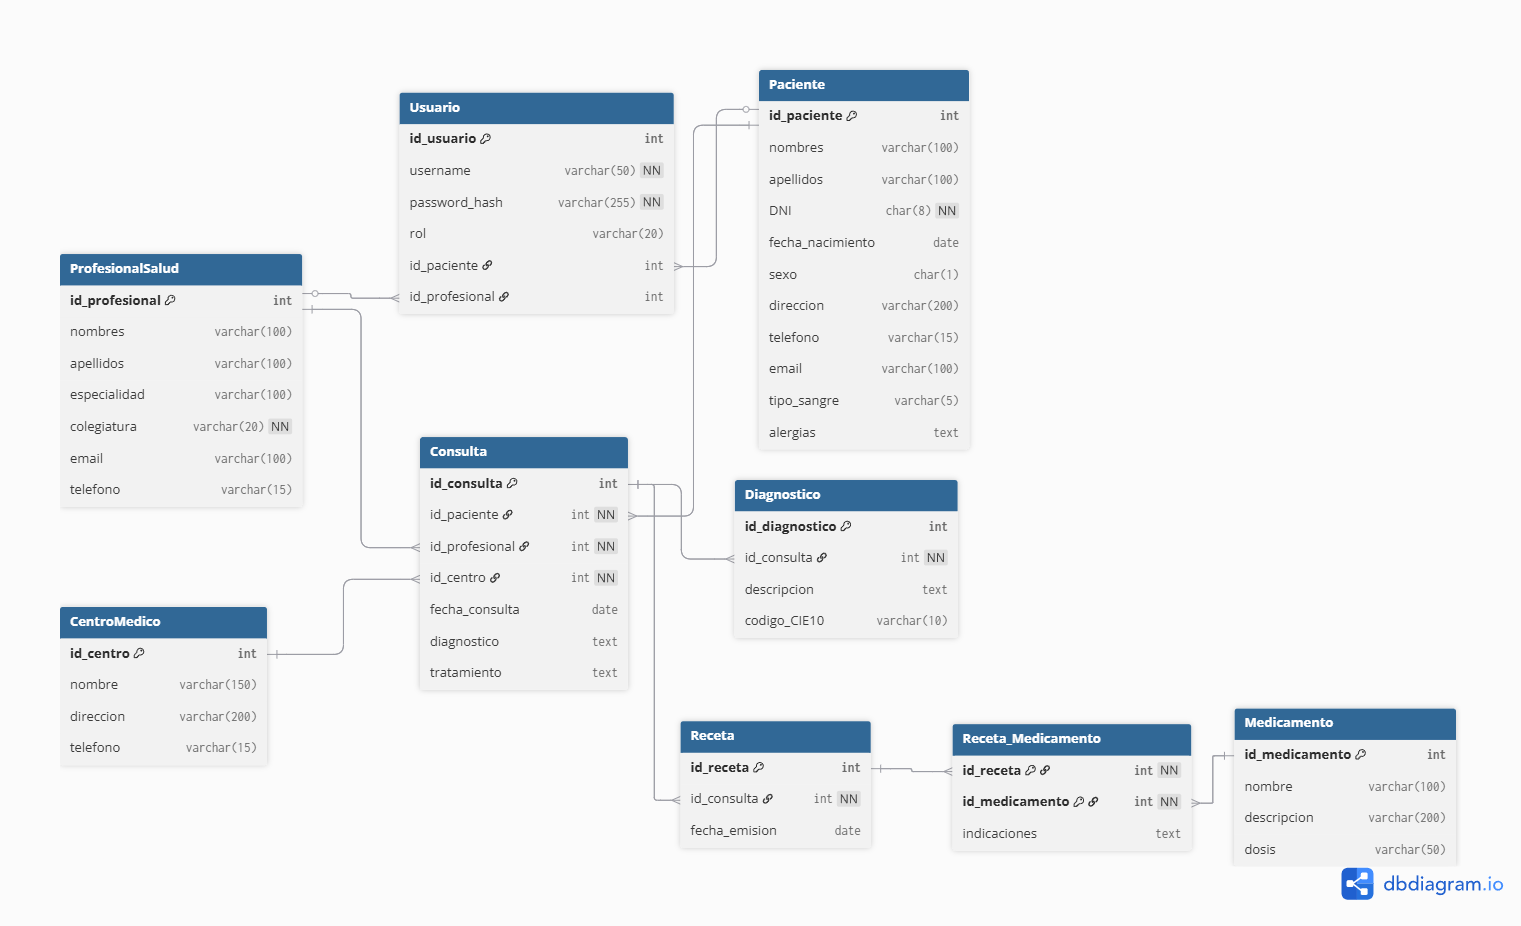 Usuario
id_usuario int
username varchar(50) NN
password_hash varchar(255) NN
rol varchar(20)
id_paciente int
id_profesional int
Paciente
id_paciente int
nombres varchar(100)
apellidos varchar(100)
DNI char(8) NN
fecha_nacimiento date
sexo char(1)
direccion varchar(200)
telefono varchar(15)
email varchar(100)
tipo_sangre varchar(5)
alergias text
ProfesionalSalud
id_profesional int
nombres varchar(100)
apellidos varchar(100)
especialidad varchar(100)
colegiatura varchar(20) NN
email varchar(100)
telefono varchar(15)
Consulta
id_consulta int
id_paciente int NN
id_profesional int NN
id_centro int NN
fecha_consulta date
diagnostico text
tratamiento text
Diagnostico
id_diagnostico int
id_consulta int NN
descripcion text
codigo_CIE10 varchar(10)
CentroMedico
id_centro int
nombre varchar(150)
direccion varchar(200)
telefono varchar(15)
Receta
id_receta int
id_consulta int NN
fecha_emision date
Receta_Medicamento
id_receta int NN
id_medicamento int NN
indicaciones text
Medicamento
id_medicamento int
nombre varchar(100)
descripcion varchar(200)
dosis varchar(50)
dbdiagram.io